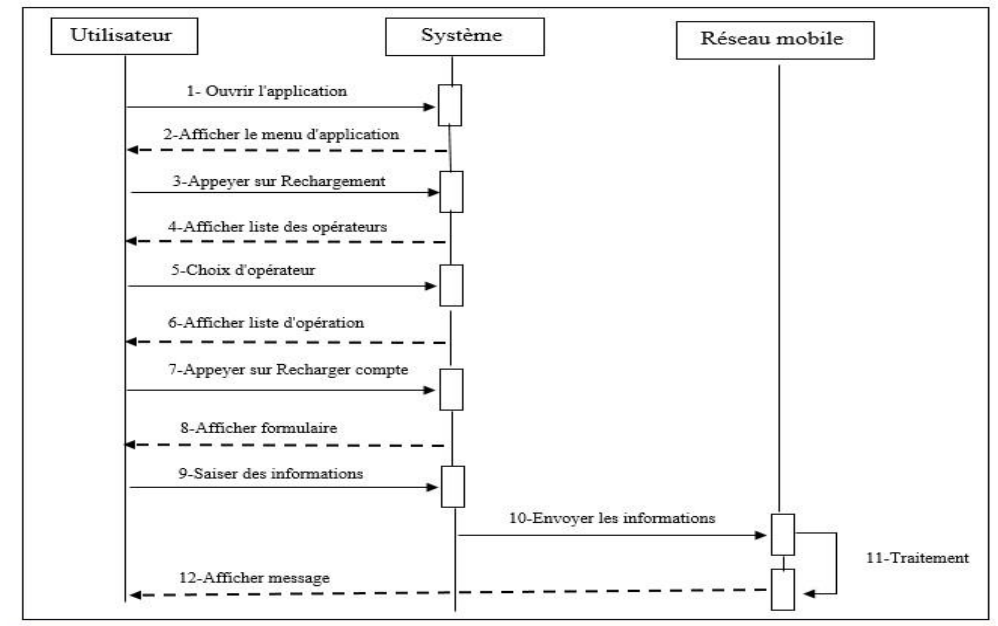 Utilisateur
Système
Réseau mobile
1- Ouvrir l'application
2-Afficher le menu d'application
3-Appeyer sur Rechargement
4-Afficher liste des opérateurs
5-Choix d'opérateur
6-Afficher liste d'opération
7-Appeyer sur Recharger compte
8-Afficher formulaire
9-Saiser des informations
10-Envoyer les informations
11-Traitement
12-Afficher message